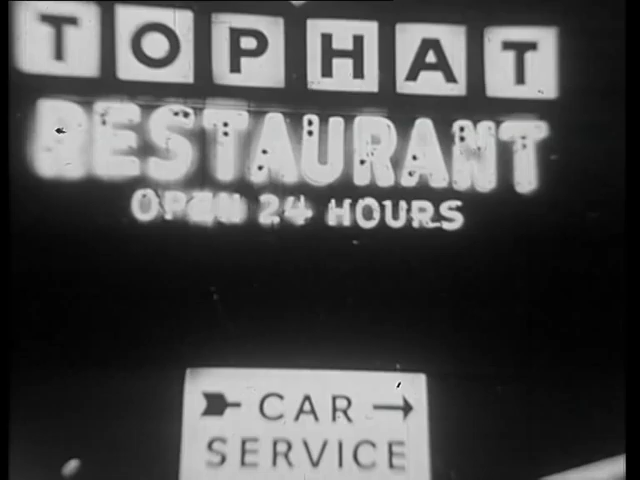 TOPHAT
RESTAURANT
OPEN 24 HOURS
CAR
SERVICE